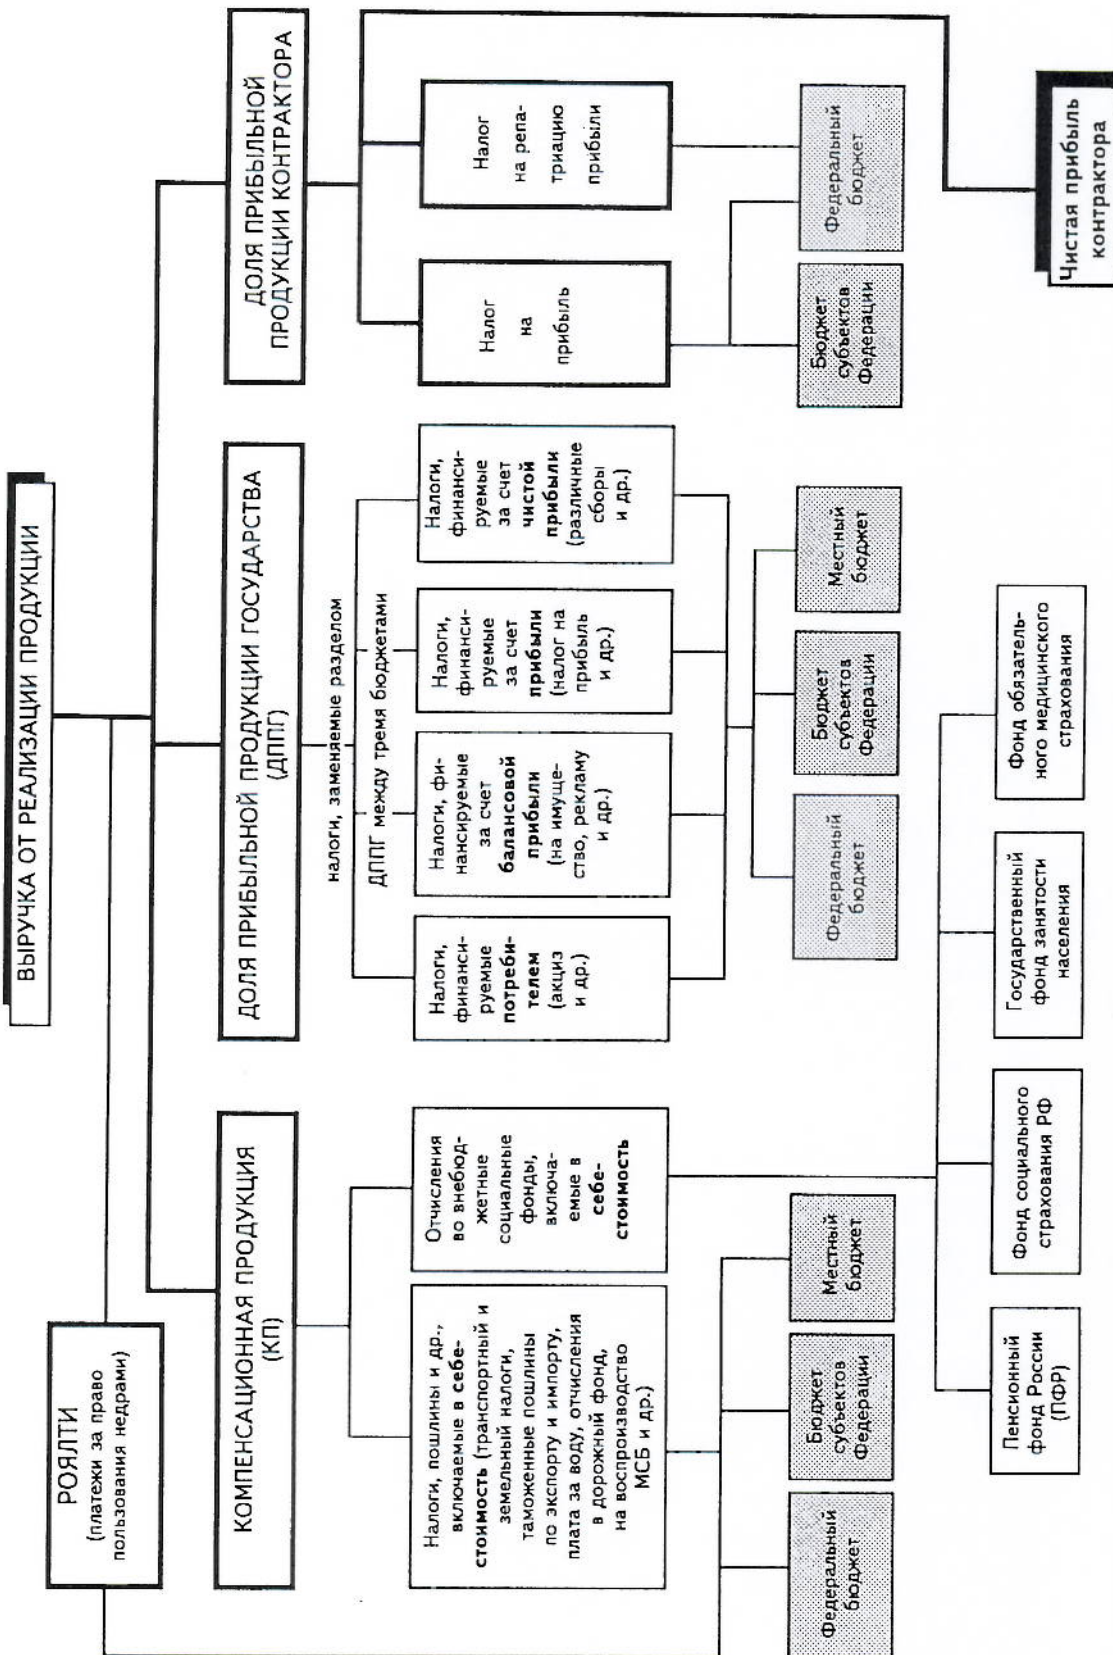 ВЫРУЧКА ОТ РЕАЛИЗАЦИИ ПРОДУКЦИИ
РОЯЛТИ
(платежи за право
пользования недрами)
КОМПЕНСАЦИОННАЯ ПРОДУКЦИЯ
(КП)
ДОЛЯ ПРИБЫЛЬНОЙ ПРОДУКЦИИ ГОСУДАРСТВА
(ДППГ)
ДОЛЯ ПРИБЫЛЬНОЙ
ПРОДУКЦИИ КОНТРАКТОРА
налоги, заменяемые разделом
ДППГ между тремя бюджетами
Налоги, пошлины и др.,
включаемые в себе-
стоимость (транспортный и
земельный налоги,
таможенные пошлины
по экспорту и импорту,
плата за воду, отчисления
в дорожный фонд,
на воспроизводство
МСБ и др.)
Отчисления
во внебюд-
жетные
социальные
фонды,
включа-
емые в
себе-
стоимость
Налоги,
финанси-
руемые
потреби-
телем
(акциз
и др.)
Налоги, фи-
нансируемые
за счет
балансовой
прибыли
(на имуще-
ство, рекламу
и др.)
Налоги,
финанси-
руемые
за счет
прибыли
(налог на
прибыль
и др.)
Налоги,
финанси-
руемые
за счет
чистой
прибыли
(различные
сборы
и др.)
Налог
на
прибыль
Налог
на репа-
триацию
прибыли
Федеральный
бюджет
Бюджет
субъектов
Федерации
Местный
бюджет
Федеральный
бюджет
Бюджет
субъектов
Федерации
Местный
бюджет
Бюджет
субъектов
Федерации
Федеральный
бюджет
Пенсионный
фонд России
(ПФР)
Фонд социального
страхования РФ
Государственный
фонд занятости
населения
Фонд обязатель-
ного медицинского
страхования
Чистая прибыль
контрактора